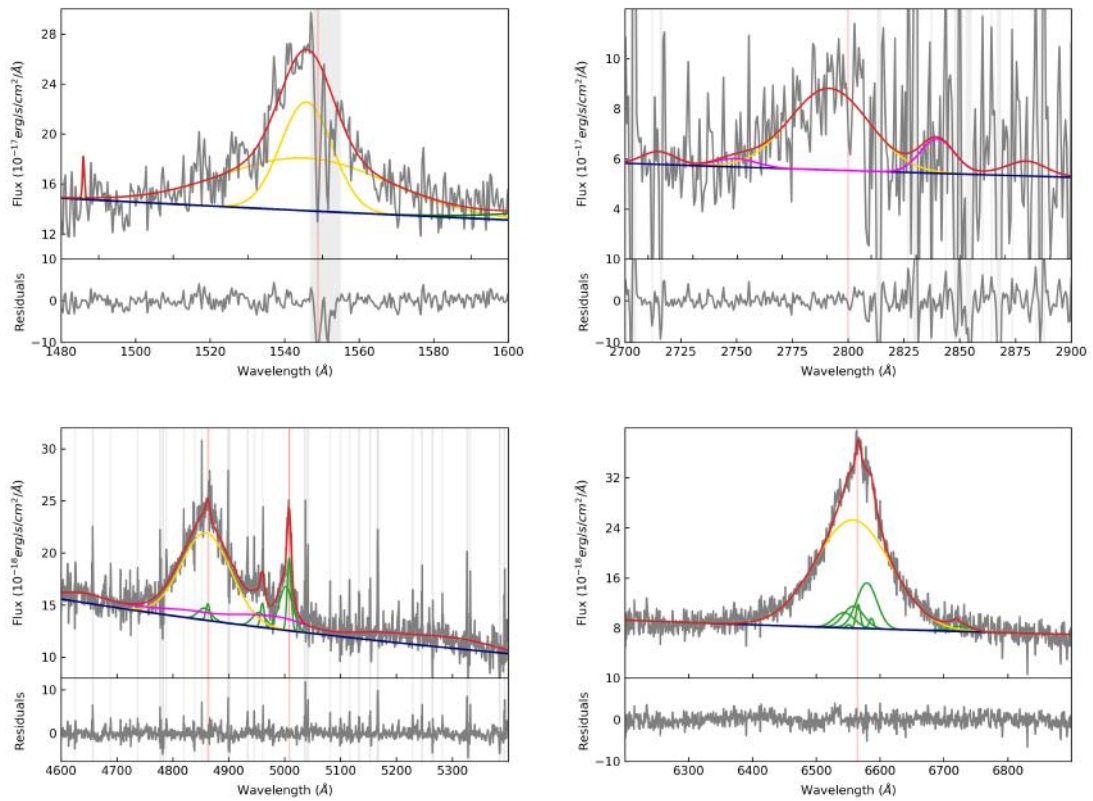 28
24
20
16
12
Flux (10⁻¹⁷erg/s/cm²/Å)
10
0
−10
Residuals
1480 1500 1520 1540 1560 1580 1600
Wavelength (Å)
10
8
6
4
Flux (10⁻¹⁷erg/s/cm²/Å)
10
0
−10
Residuals
2700 2725 2750 2775 2800 2825 2850 2875 2900
Wavelength (Å)
30
25
20
15
10
Flux (10⁻¹⁸erg/s/cm²/Å)
10
0
Residuals
4600 4700 4800 4900 5000 5100 5200 5300
Wavelength (Å)
32
24
16
8
Flux (10⁻¹⁸erg/s/cm²/Å)
10
0
−10
Residuals
6300 6400 6500 6600 6700 6800
Wavelength (Å)